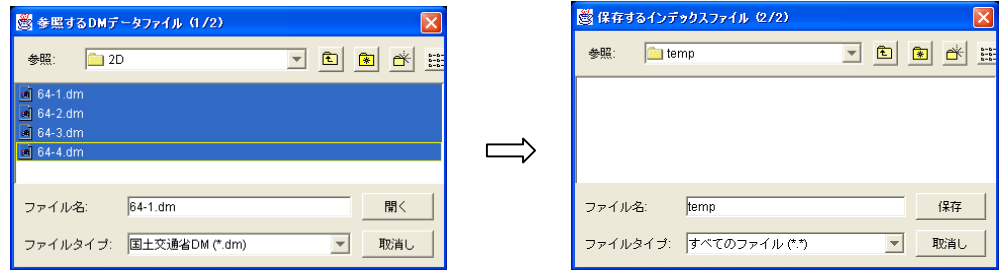 参照するDMデータファイル (1/2)
参照:
2D
64-1.dm
64-2.dm
64-3.dm
64-4.dm
ファイル名:
64-1.dm
開く
ファイルタイプ:
国土交通省DM (*.dm)
取消し
保存するインデックスファイル (2/2)
参照:
temp
ファイル名:
temp
保存
ファイルタイプ:
すべてのファイル (*.*)
取消し